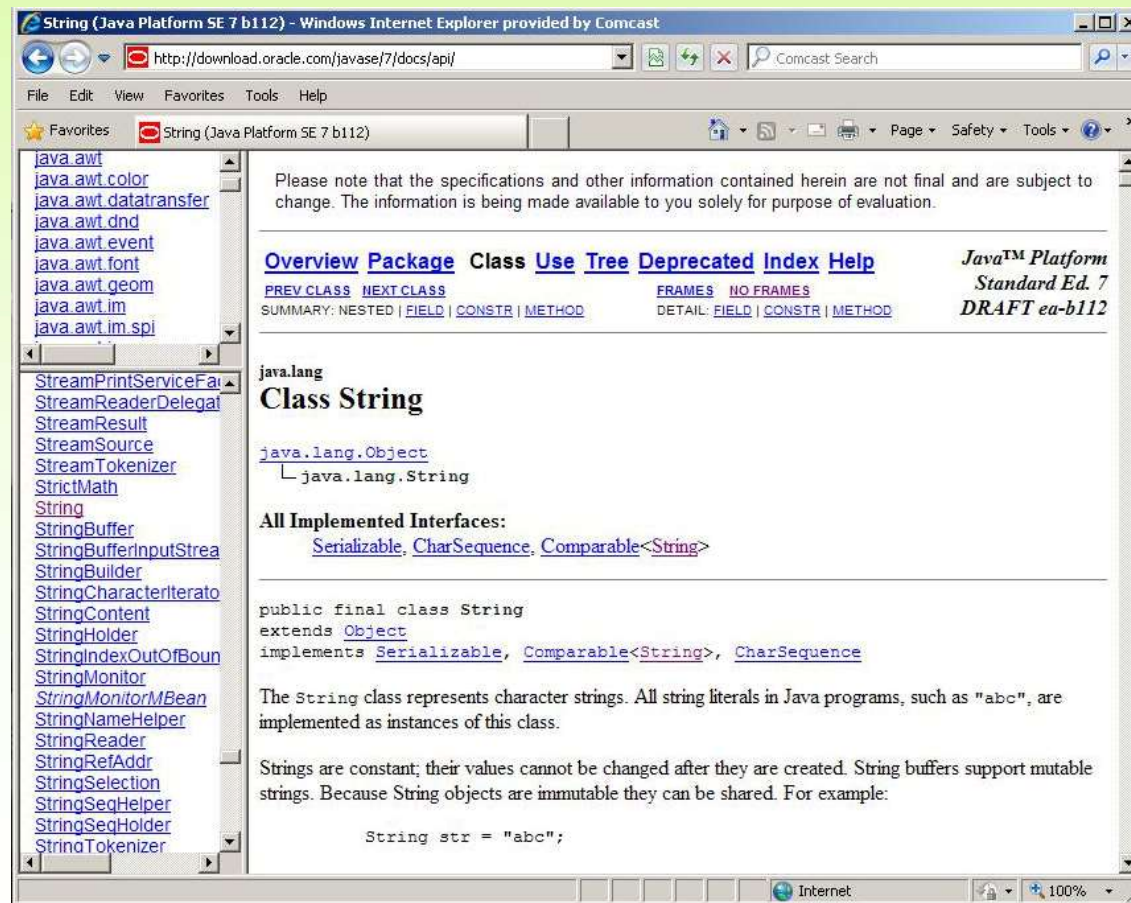 String (Java Platform SE 7 b112) - Windows Internet Explorer provided by Comcast
http://download.oracle.com/javase/7/docs/api/
Comcast Search
File Edit View Favorites Tools Help
Favorites
String (Java Platform SE 7 b112)
Page Safety Tools
java.awt
java.awt.color
java.awt.datatransfer
java.awt.dnd
java.awt.event
java.awt.font
java.awt.geom
java.awt.im
java.awt.im.spi
StreamPrintServiceFa
StreamReaderDelegat
StreamResult
StreamSource
StreamTokenizer
StrictMath
String
StringBuffer
StringBufferInputStrea
StringBuilder
StringCharacterIterato
StringContent
StringHolder
StringIndexOutOfBoun
StringMonitor
StringMonitorMBean
StringNameHelper
StringReader
StringRefAddr
StringSelection
StringSeqHelper
StringSeqHolder
StringTokenizer
Please note that the specifications and other information contained herein are not final and are subject to
change. The information is being made available to you solely for purpose of evaluation.
Overview Package Class Use Tree Deprecated Index Help
PREV CLASS NEXT CLASS FRAMES NO FRAMES
SUMMARY: NESTED | FIELD | CONSTR | METHOD DETAIL: FIELD | CONSTR | METHOD
Java™ Platform
Standard Ed. 7
DRAFT ea-b112
java.lang
Class String
java.lang.Object
java.lang.String
All Implemented Interfaces:
Serializable, CharSequence, Comparable<String>
public final class String
extends Object
implements Serializable, Comparable<String>, CharSequence
The String class represents character strings. All string literals in Java programs, such as "abc", are
implemented as instances of this class.
Strings are constant; their values cannot be changed after they are created. String buffers support mutable
strings. Because String objects are immutable they can be shared. For example:
String str = "abc";
Internet
100%